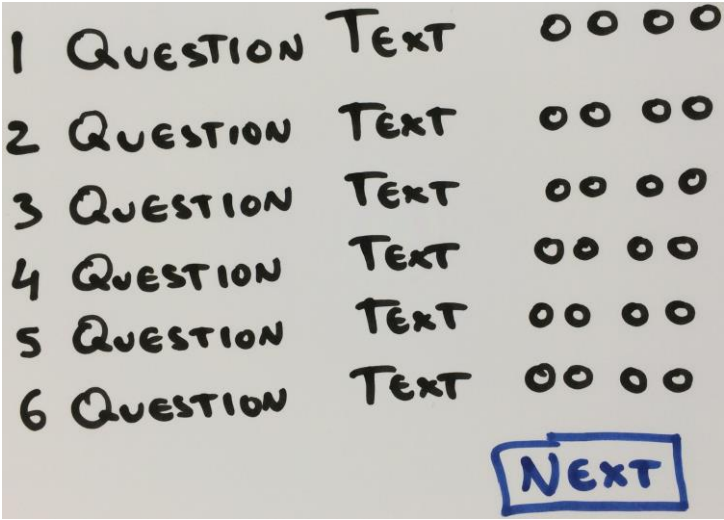 1 QUESTION TEXT
2 QUESTION TEXT
3 QUESTION TEXT
4 QUESTION TEXT
5 QUESTION TEXT
6 QUESTION TEXT
NEXT